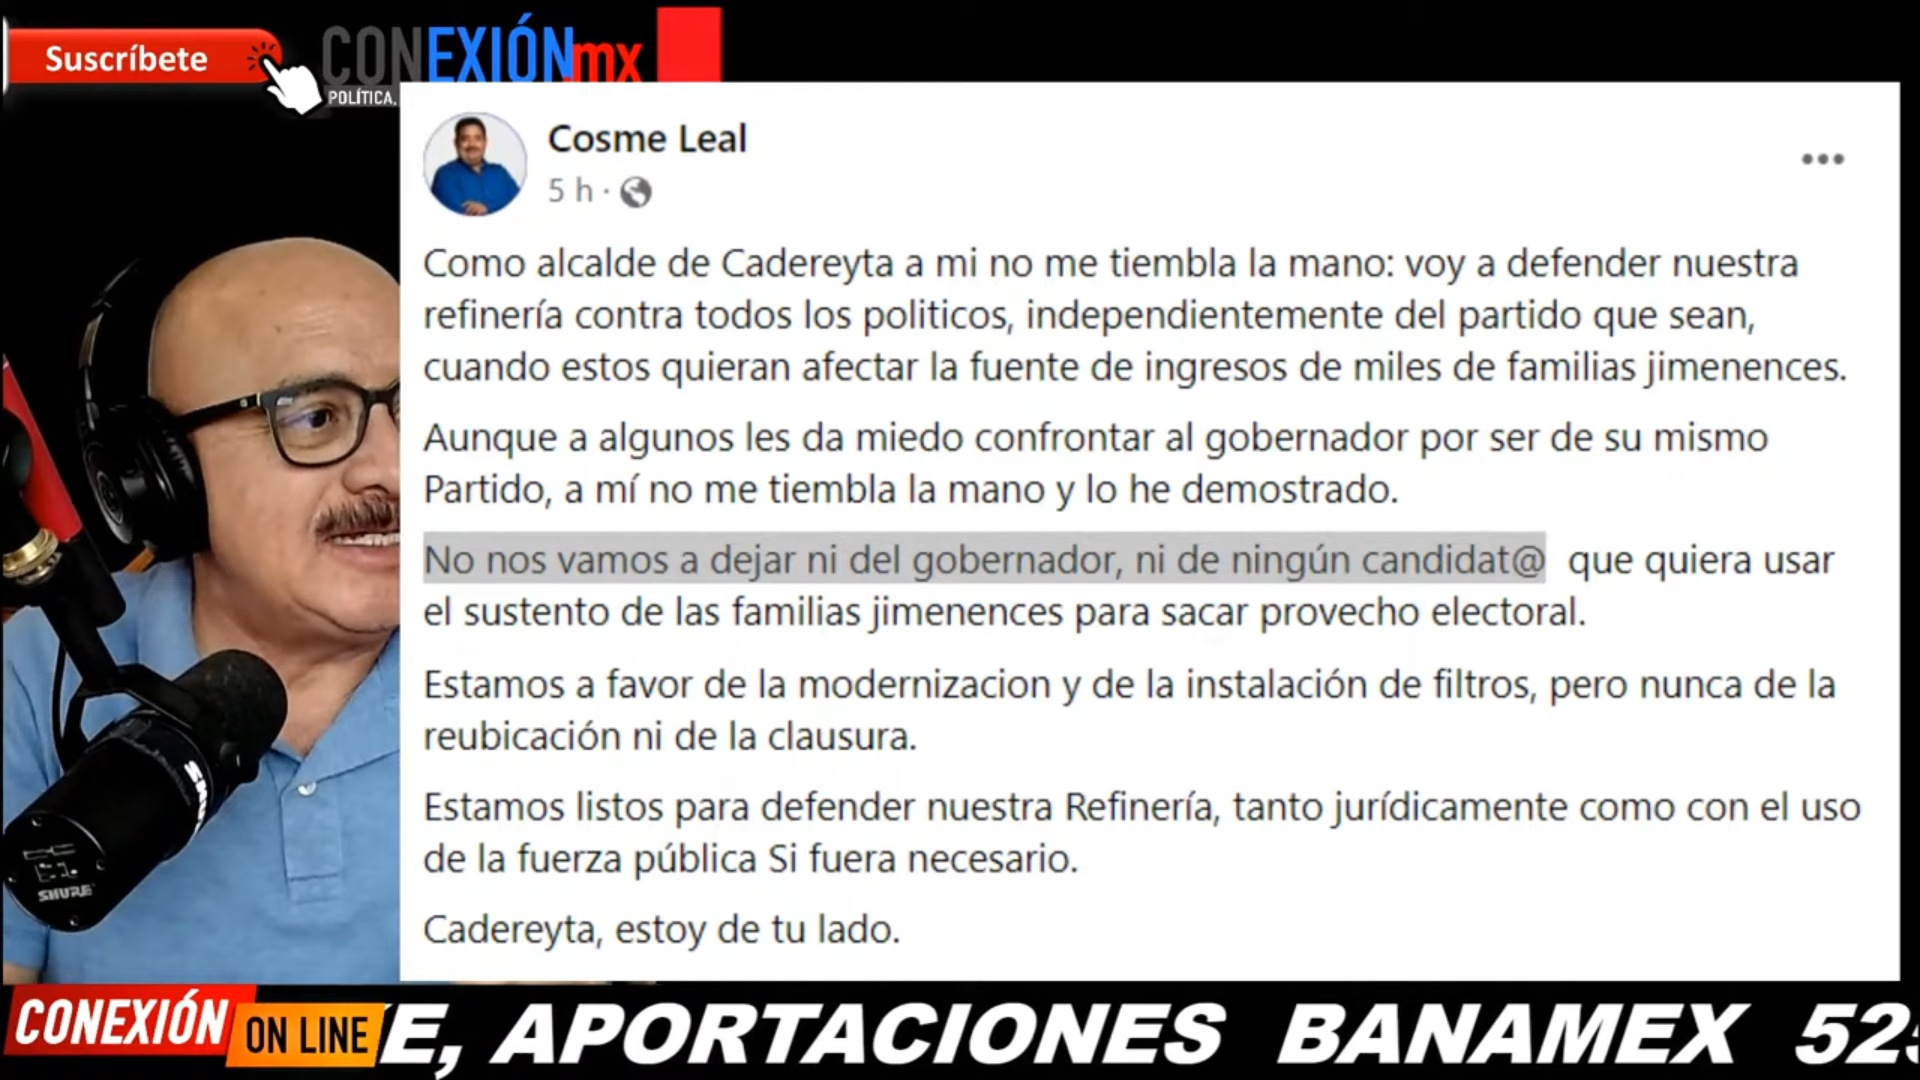 Suscríbete
CONEXIÓNmx
POLÍTICA,
Cosme Leal
5 h ·
Como alcalde de Cadereyta a mi no me tiembla la mano: voy a defender nuestra
refinería contra todos los politicos, independientemente del partido que sean,
cuando estos quieran afectar la fuente de ingresos de miles de familias jimenences.
Aunque a algunos les da miedo confrontar al gobernador por ser de su mismo
Partido, a mí no me tiembla la mano y lo he demostrado.
No nos vamos a dejar ni del gobernador, ni de ningún candidat@ que quiera usar
el sustento de las familias jimenences para sacar provecho electoral.
Estamos a favor de la modernizacion y de la instalación de filtros, pero nunca de la
reubicación ni de la clausura.
Estamos listos para defender nuestra Refinería, tanto jurídicamente como con el uso
de la fuerza pública Si fuera necesario.
Cadereyta, estoy de tu lado.
SHURE
CONEXIÓN
ON LINE
E, APORTACIONES BANAMEX 52